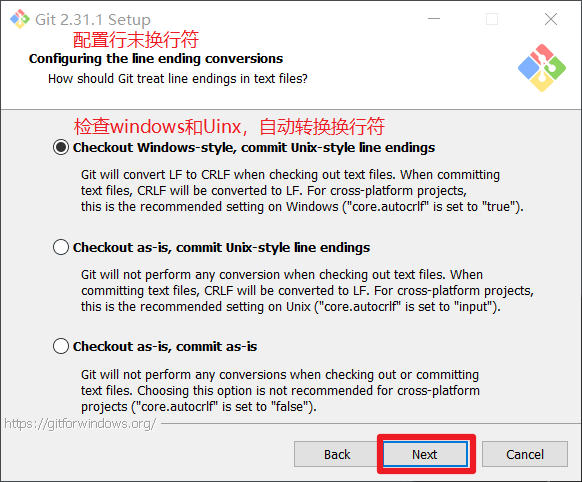 Git 2.31.1 Setup
配置行末换行符
Configuring the line ending conversions
How should Git treat line endings in text files?
检查windows和Uinx，自动转换换行符
Checkout Windows-style, commit Unix-style line endings
Git will convert LF to CRLF when checking out text files. When committing
text files, CRLF will be converted to LF. For cross-platform projects,
this is the recommended setting on Windows ("core.autocrlf" is set to "true").
Checkout as-is, commit Unix-style line endings
Git will not perform any conversion when checking out text files. When
committing text files, CRLF will be converted to LF. For cross-platform projects,
this is the recommended setting on Unix ("core.autocrlf" is set to "input").
Checkout as-is, commit as-is
Git will not perform any conversions when checking out or committing
text files. Choosing this option is not recommended for cross-platform
projects ("core.autocrlf" is set to "false").
https://gitforwindows.org/
Back
Next
Cancel